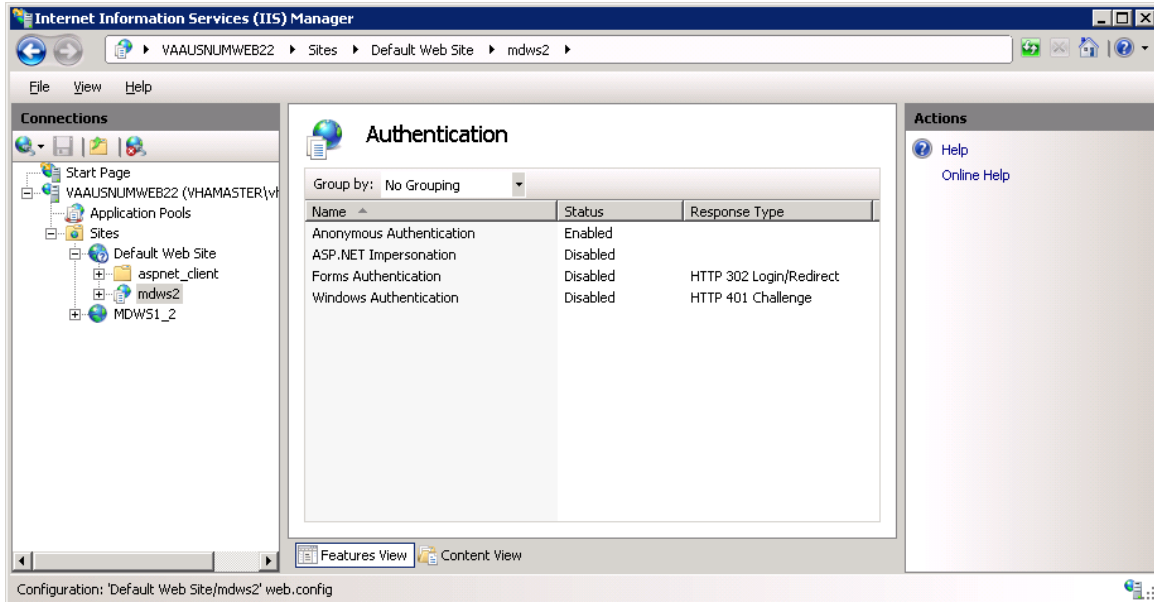 Internet Information Services (IIS) Manager
VAAUSNUMWEB22 Sites Default Web Site mdws2
File View Help
Connections
Start Page
VAAUSNUMWEB22 (VHAMASTER\vh
Application Pools
Sites
Default Web Site
aspnet_client
mdws2
MDWS1_2
Authentication
Group by: No Grouping
Name Status Response Type
Anonymous Authentication Enabled
ASP.NET Impersonation Disabled
Forms Authentication Disabled HTTP 302 Login/Redirect
Windows Authentication Disabled HTTP 401 Challenge
Features View Content View
Actions
Help
Online Help
Configuration: 'Default Web Site/mdws2' web.config